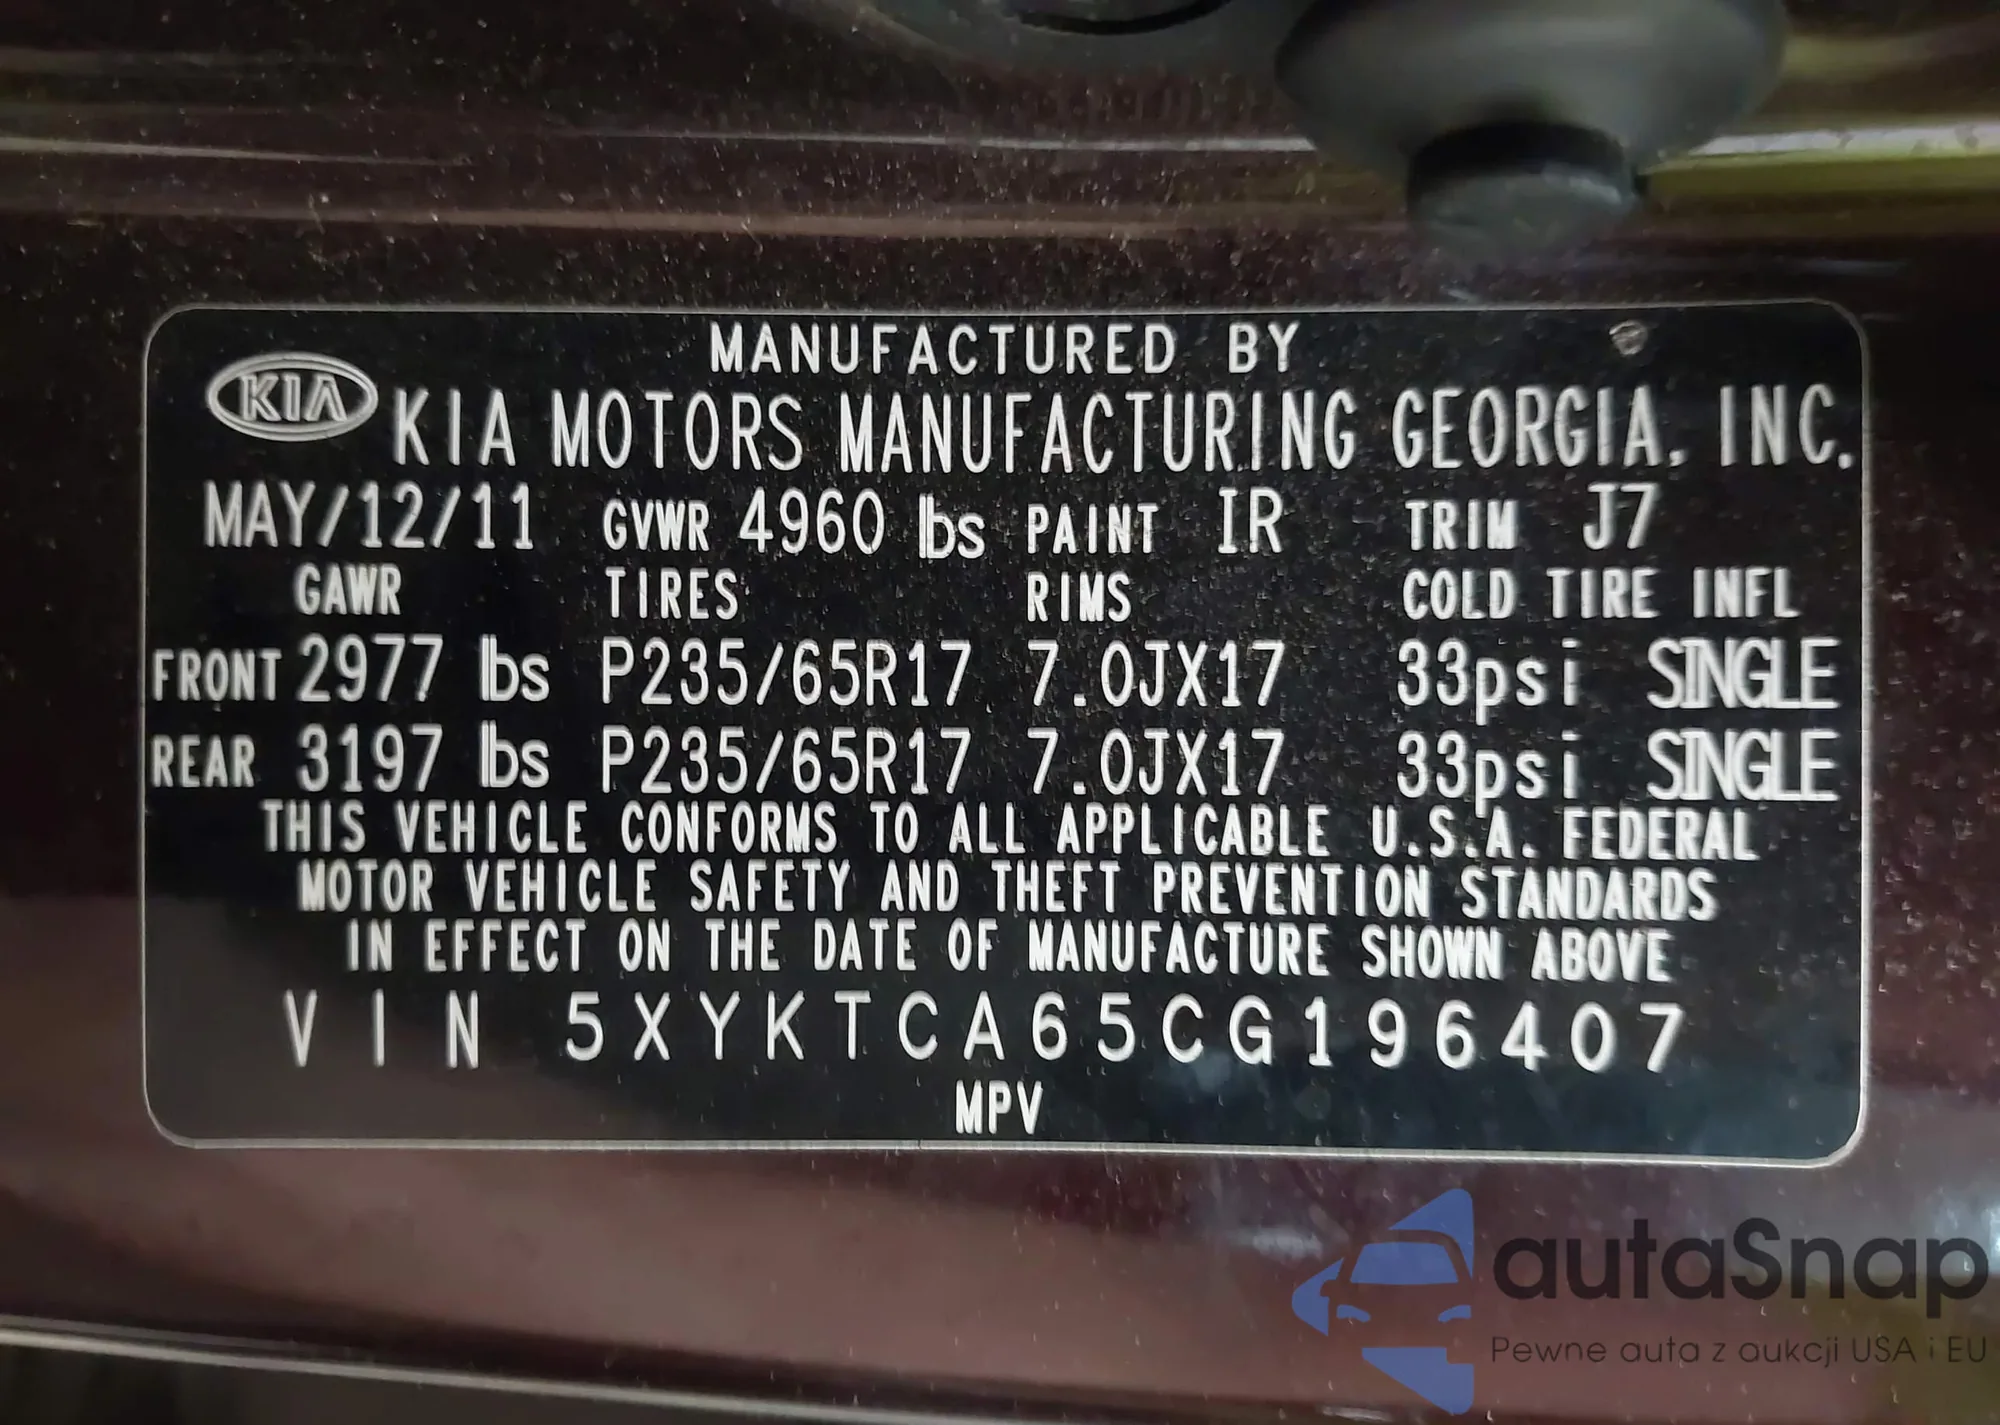 MANUFACTURED BY
KIA KIA MOTORS MANUFACTURING GEORGIA, INC.
MAY/12/11 GVWR 4960 lbs PAINT IR TRIM J7
GAWR TIRES RIMS COLD TIRE INFL
FRONT 2977 lbs P235/65R17 7.0JX17 33psi SINGLE
REAR 3197 lbs P235/65R17 7.0JX17 33psi SINGLE
THIS VEHICLE CONFORMS TO ALL APPLICABLE U.S.A. FEDERAL
MOTOR VEHICLE SAFETY AND THEFT PREVENTION STANDARDS
IN EFFECT ON THE DATE OF MANUFACTURE SHOWN ABOVE
VIN 5XYKTCA65CG196407
MPV
autaSnap
Pewne auta z aukcji USA i EU